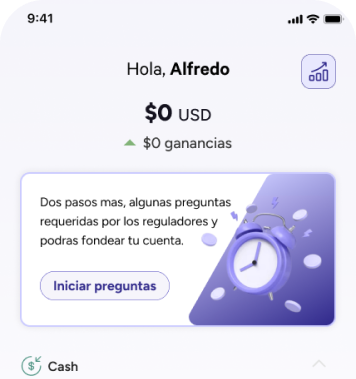 9:41
Hola, Alfredo
$0 USD
$0 ganancias
Dos pasos mas, algunas preguntas
requeridas por los reguladores y
podras fondear tu cuenta.
Iniciar preguntas
$ Cash